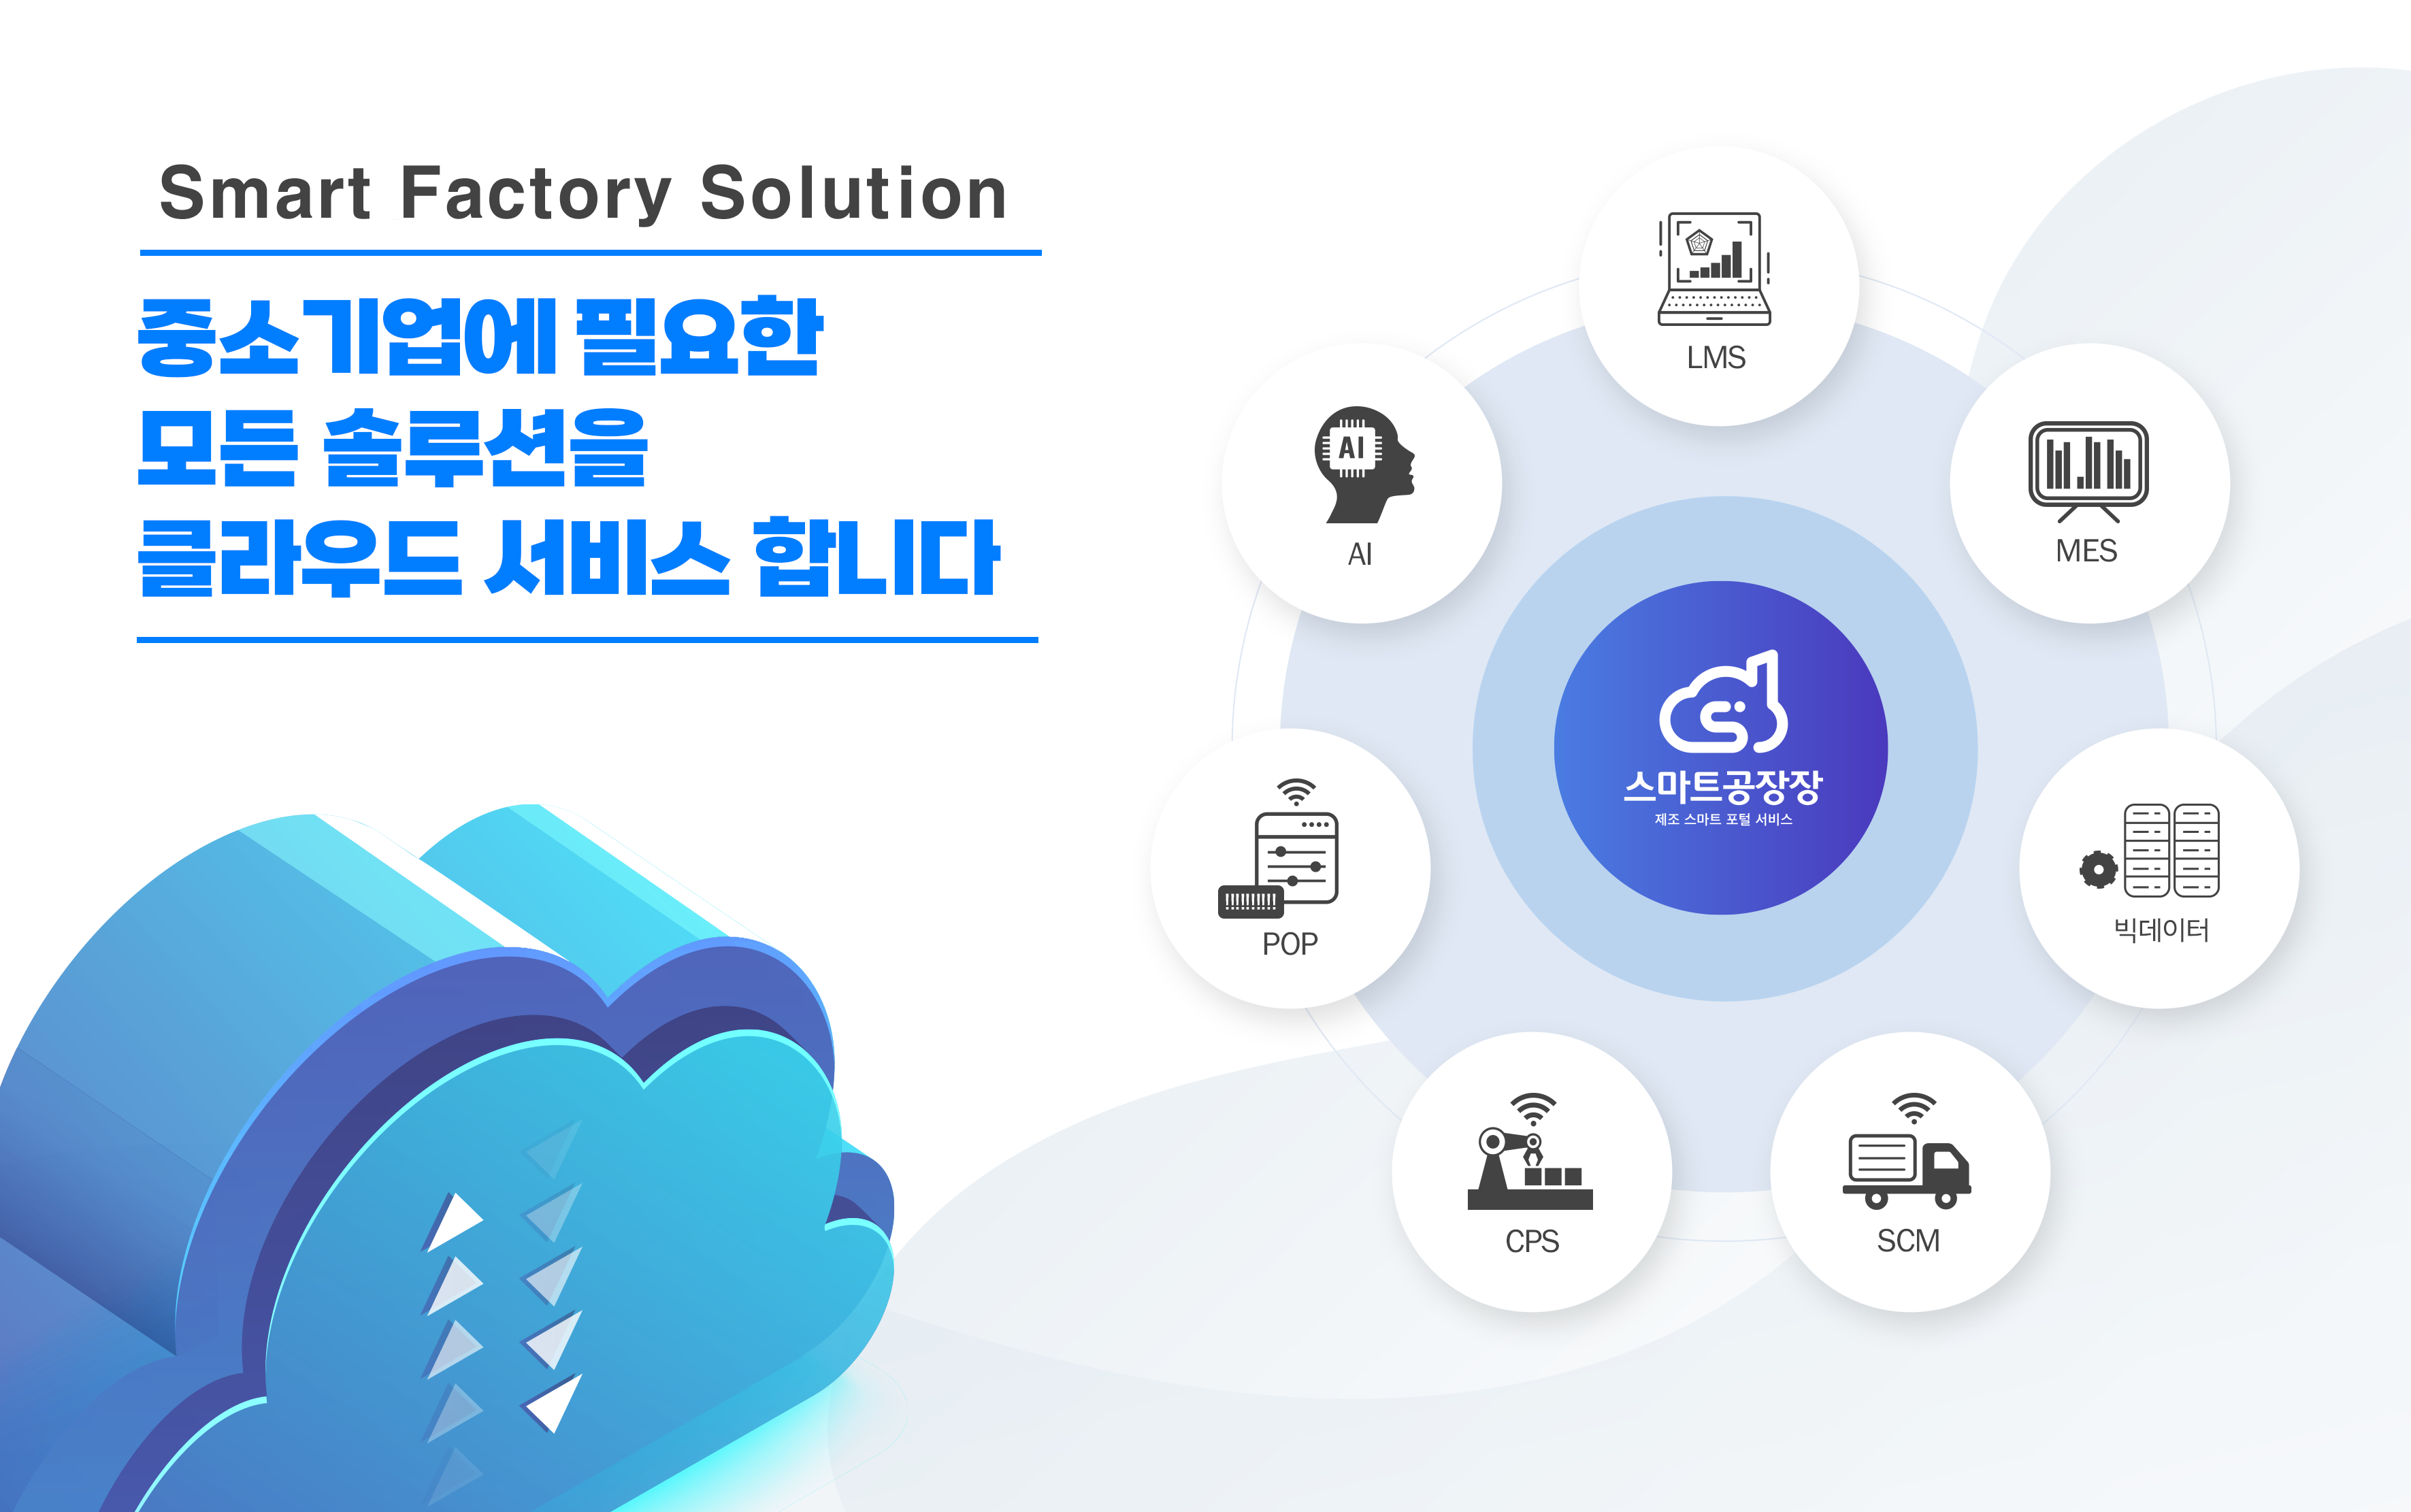 Smart Factory Solution
중소기업에 필요한
모든 솔루션을
클라우드 서비스 합니다
LMS
AI
AI
MES
스마트공장장
제조 스마트 포털 서비스
POP
빅데이터
CPS
SCM